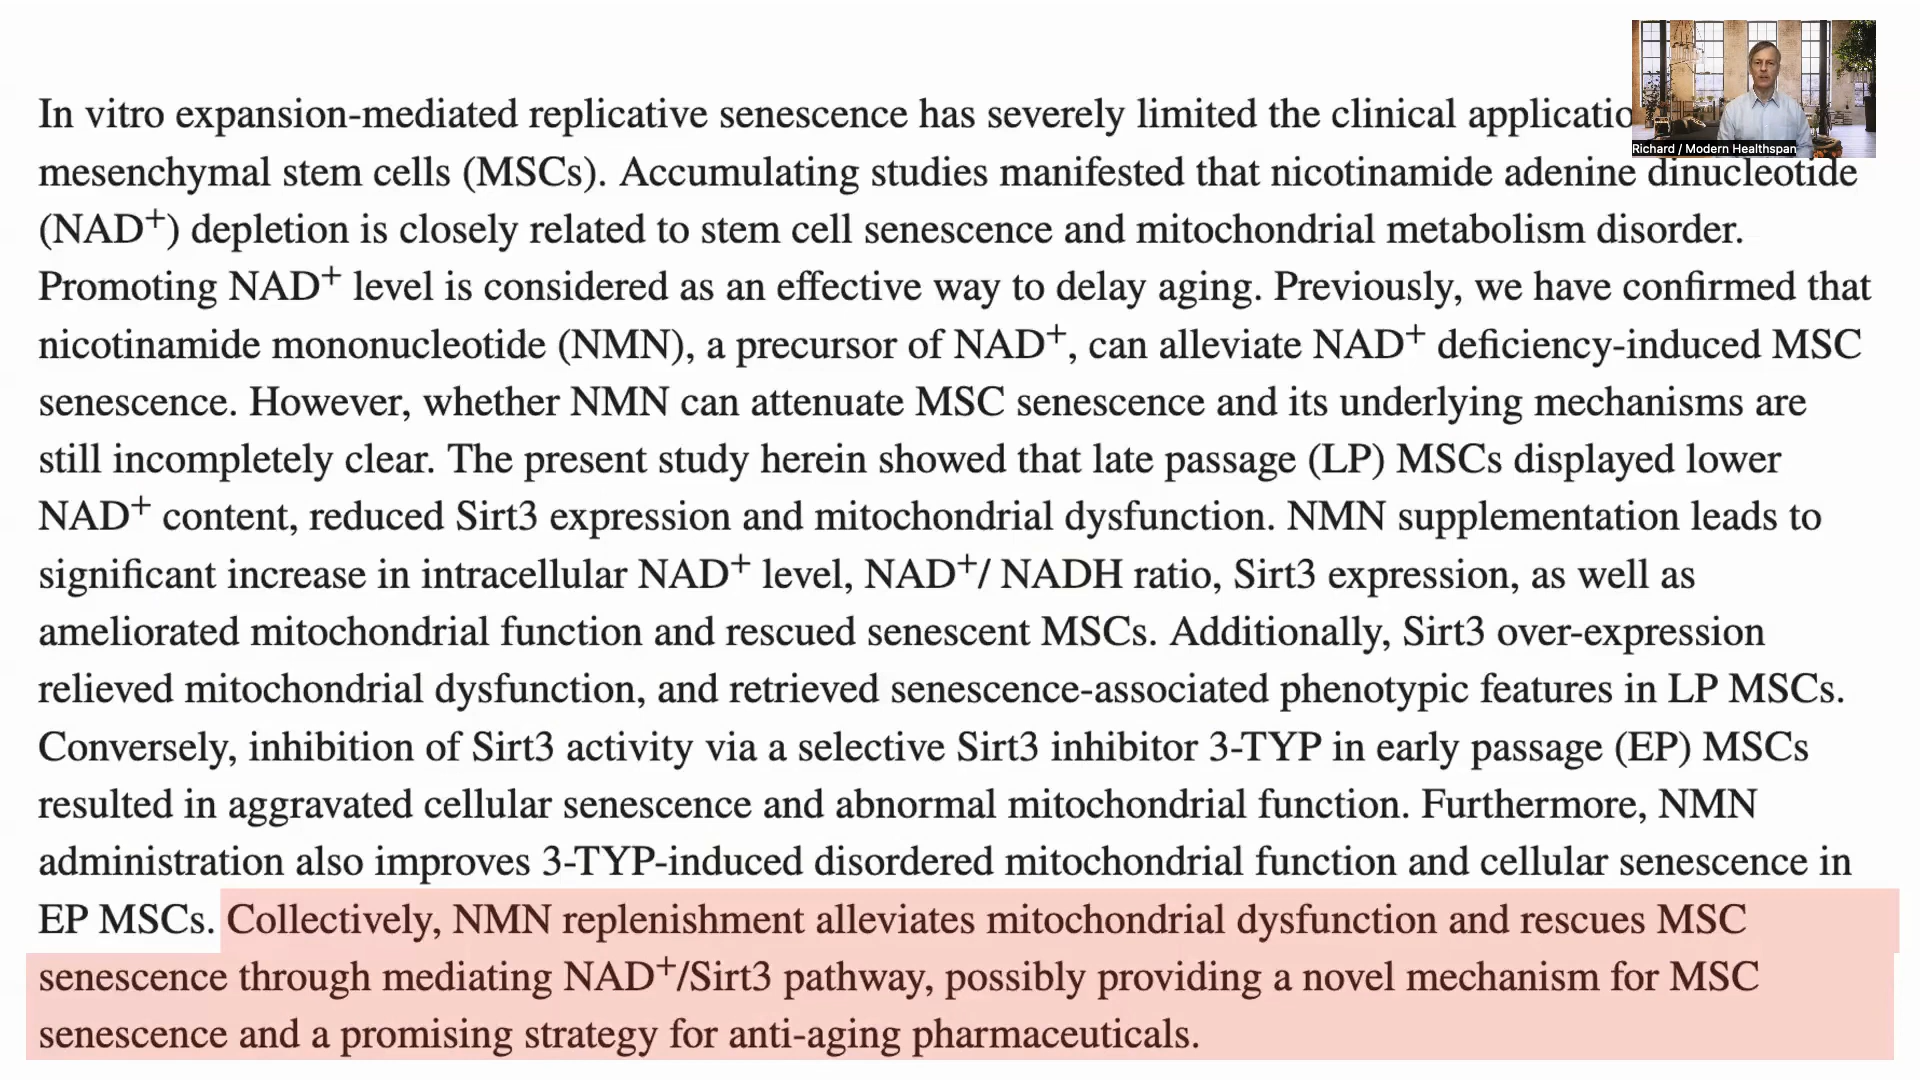 In vitro expansion-mediated replicative senescence has severely limited the clinical applicatio
Richard / Modern Healthspan
mesenchymal stem cells (MSCs). Accumulating studies manifested that nicotinamide adenine dinucleotide
(NAD⁺) depletion is closely related to stem cell senescence and mitochondrial metabolism disorder.
Promoting NAD⁺ level is considered as an effective way to delay aging. Previously, we have confirmed that
nicotinamide mononucleotide (NMN), a precursor of NAD⁺, can alleviate NAD⁺ deficiency-induced MSC
senescence. However, whether NMN can attenuate MSC senescence and its underlying mechanisms are
still incompletely clear. The present study herein showed that late passage (LP) MSCs displayed lower
NAD⁺ content, reduced Sirt3 expression and mitochondrial dysfunction. NMN supplementation leads to
significant increase in intracellular NAD⁺ level, NAD⁺/ NADH ratio, Sirt3 expression, as well as
ameliorated mitochondrial function and rescued senescent MSCs. Additionally, Sirt3 over-expression
relieved mitochondrial dysfunction, and retrieved senescence-associated phenotypic features in LP MSCs.
Conversely, inhibition of Sirt3 activity via a selective Sirt3 inhibitor 3-TYP in early passage (EP) MSCs
resulted in aggravated cellular senescence and abnormal mitochondrial function. Furthermore, NMN
administration also improves 3-TYP-induced disordered mitochondrial function and cellular senescence in
EP MSCs. Collectively, NMN replenishment alleviates mitochondrial dysfunction and rescues MSC
senescence through mediating NAD⁺/Sirt3 pathway, possibly providing a novel mechanism for MSC
senescence and a promising strategy for anti-aging pharmaceuticals.